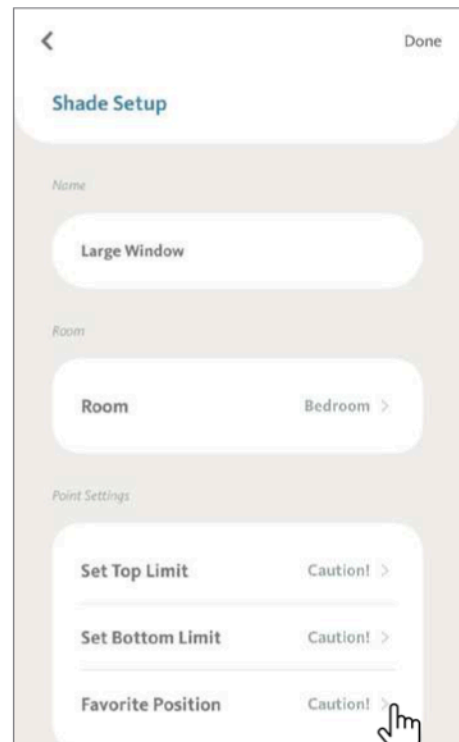 Done
Shade Setup
Name
Large Window
Room
Room Bedroom
Point Settings
Set Top Limit Caution!
Set Bottom Limit Caution!
Favorite Position Caution!